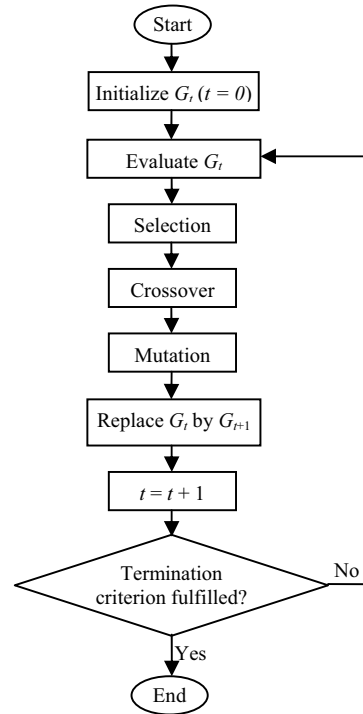 Start
Initialize Gₜ (t = 0)
Evaluate Gₜ
Selection
Crossover
Mutation
Replace Gₜ by Gₜ₊₁
t = t + 1
Termination
criterion fulfilled?
No
Yes
End